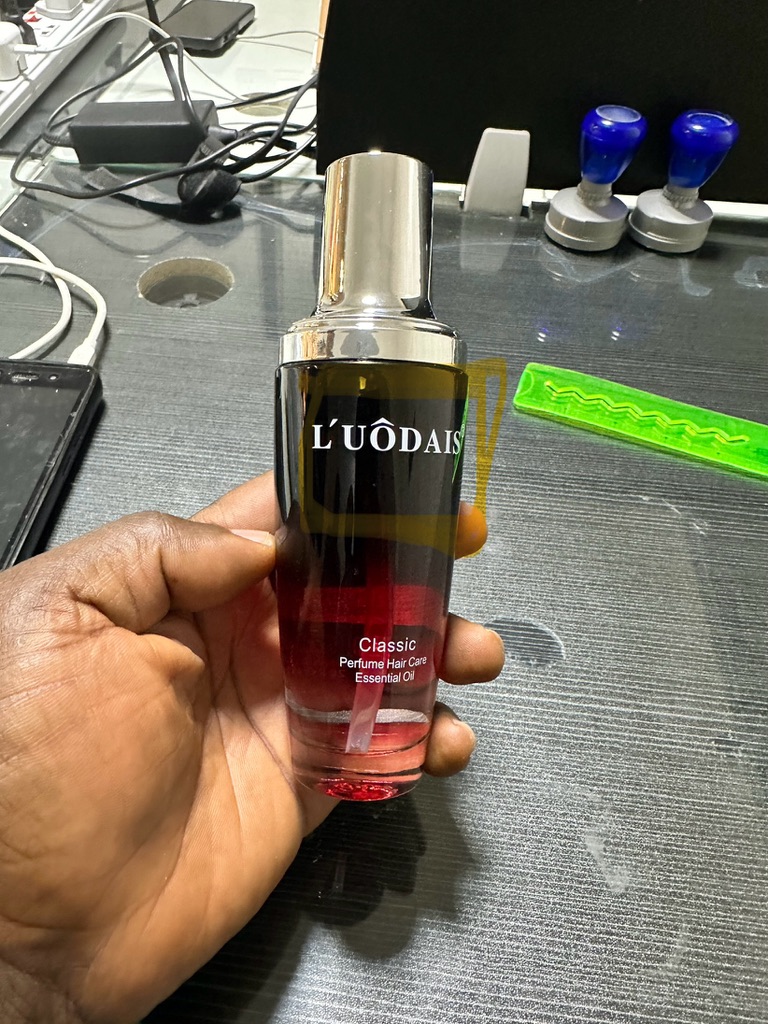 L´UÔDAIS
Classic
Perfume Hair Care
Essential Oil